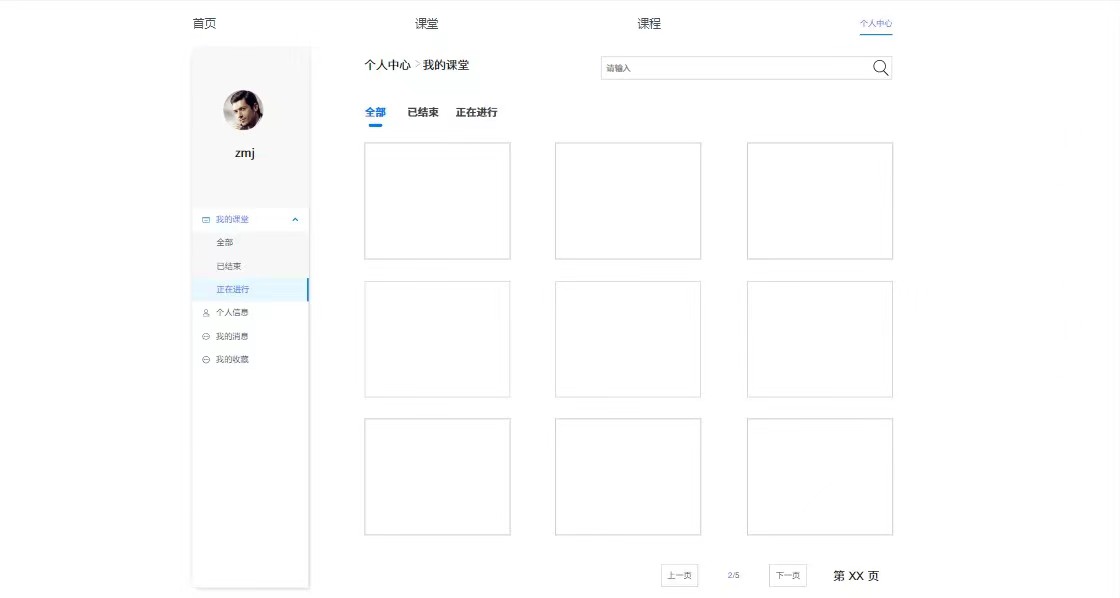 首页 课堂 课程 个人中心
个人中心 > 我的课堂
请输入
全部 已结束 正在进行
zmj
我的课堂
全部
已结束
正在进行
个人信息
我的消息
我的收藏
上一页 2/5 下一页 第 XX 页